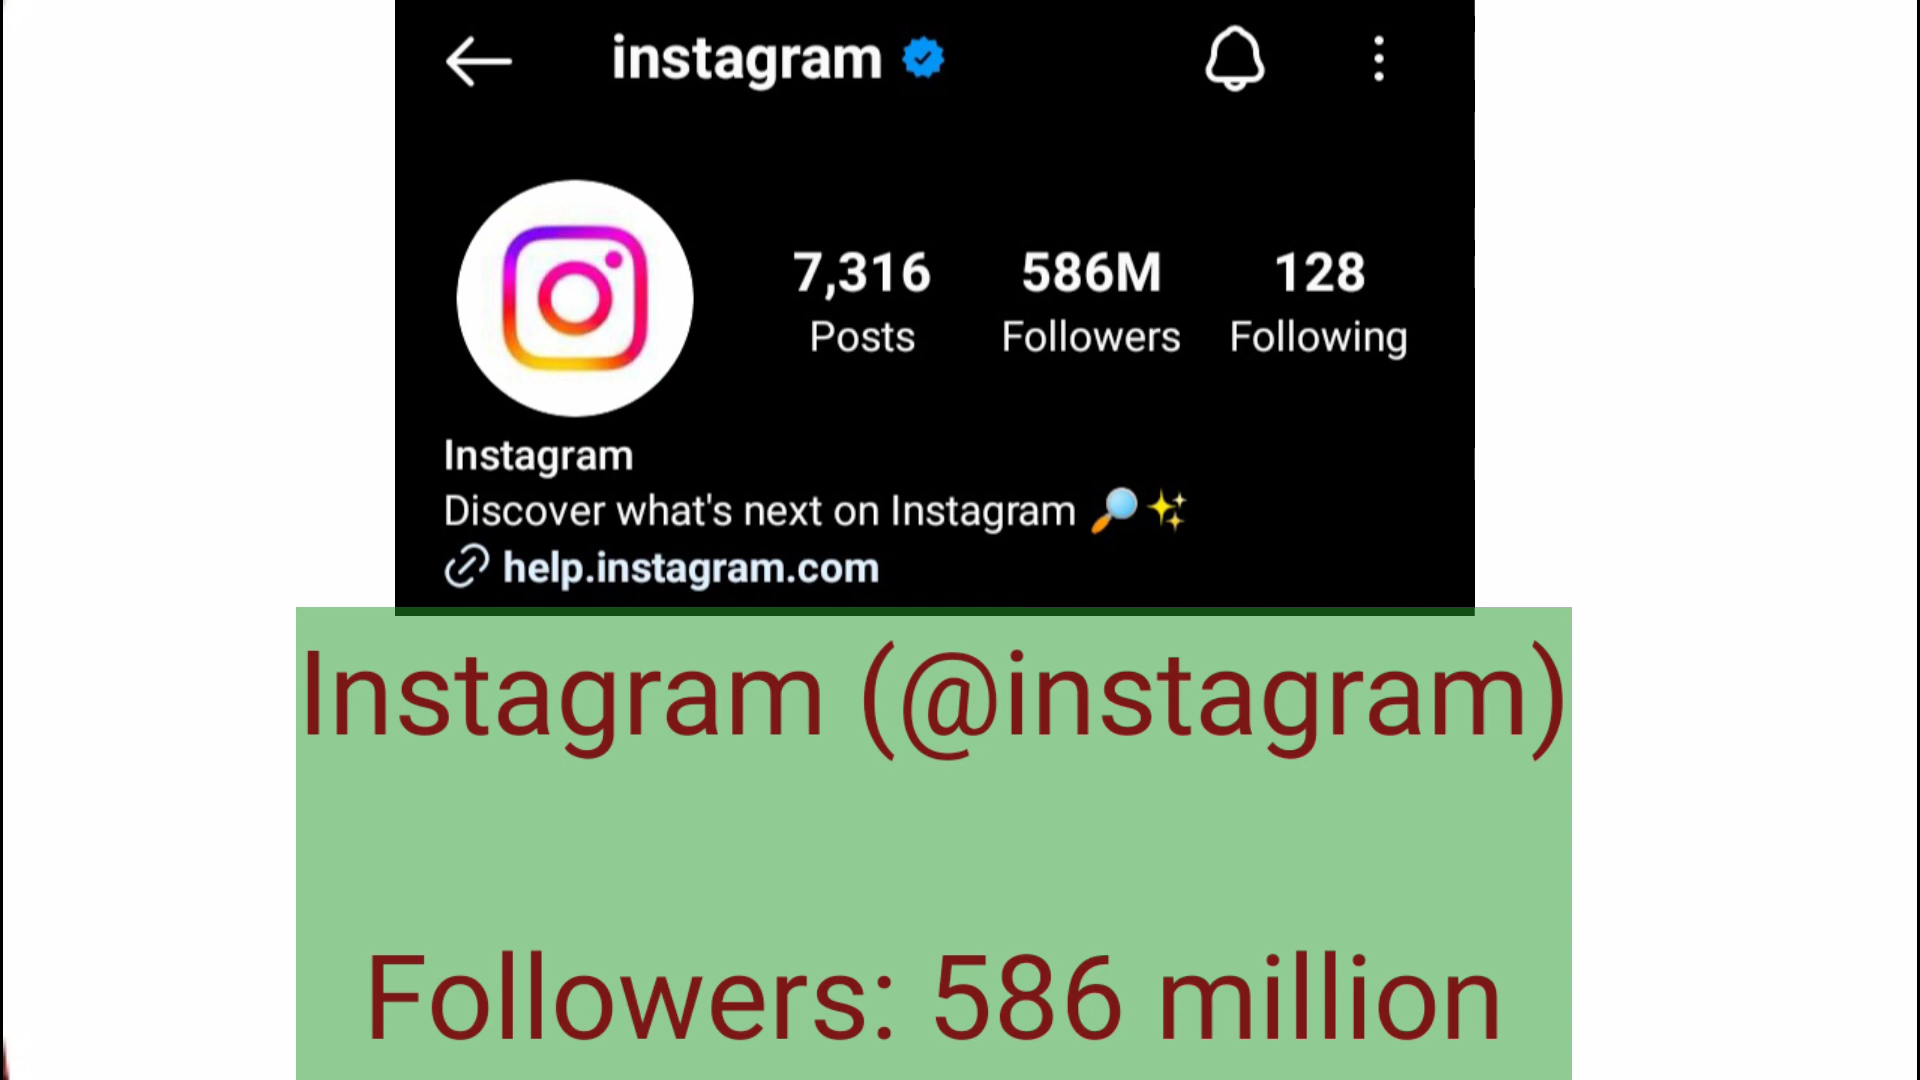 instagram
7,316 586M 128
Posts Followers Following
Instagram
Discover what's next on Instagram 🔎✨
help.instagram.com
Instagram (@instagram)
Followers: 586 million